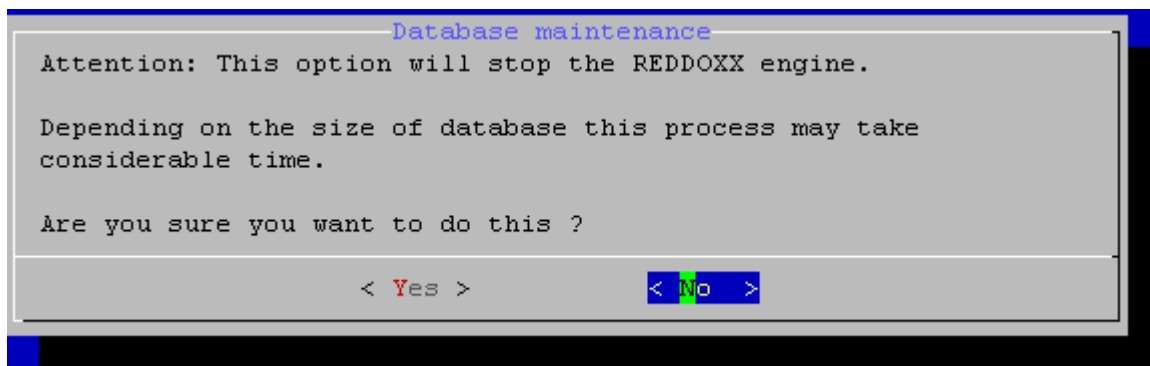 Database maintenance
Attention: This option will stop the REDDOXX engine.
Depending on the size of database this process may take
considerable time.
Are you sure you want to do this ?
< Yes > < No >